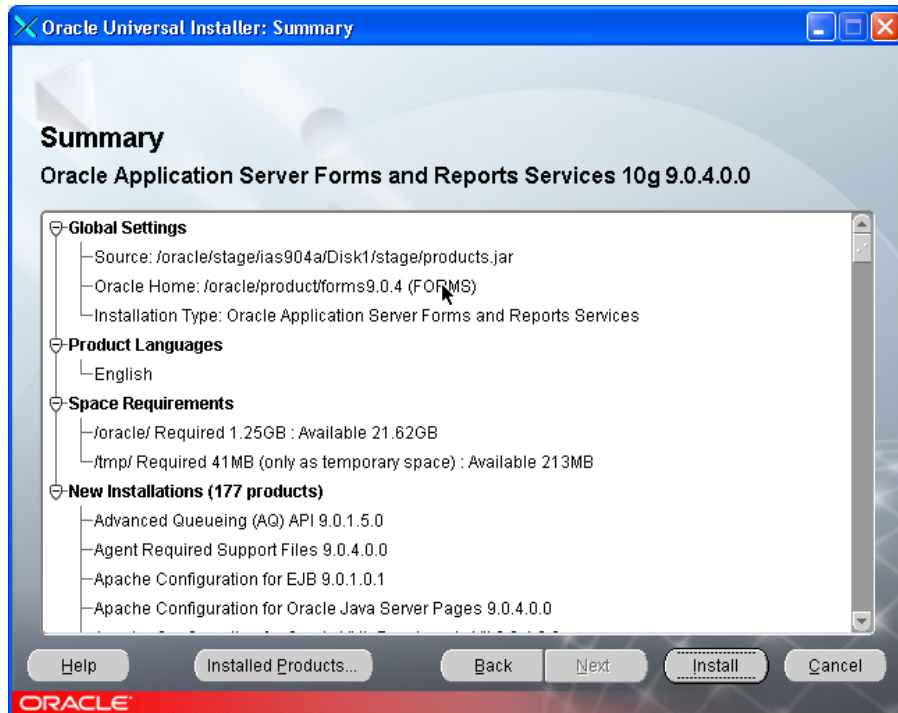 Oracle Universal Installer: Summary
Summary
Oracle Application Server Forms and Reports Services 10g 9.0.4.0.0
Global Settings
Source: /oracle/stage/ias904a/Disk1/stage/products.jar
Oracle Home: /oracle/product/forms9.0.4 (FORMS)
Installation Type: Oracle Application Server Forms and Reports Services
Product Languages
English
Space Requirements
/oracle/ Required 1.25GB : Available 21.62GB
/tmp/ Required 41MB (only as temporary space) : Available 213MB
New Installations (177 products)
Advanced Queueing (AQ) API 9.0.1.5.0
Agent Required Support Files 9.0.4.0.0
Apache Configuration for EJB 9.0.1.0.1
Apache Configuration for Oracle Java Server Pages 9.0.4.0.0
Help Installed Products... Back Next Install Cancel
ORACLE